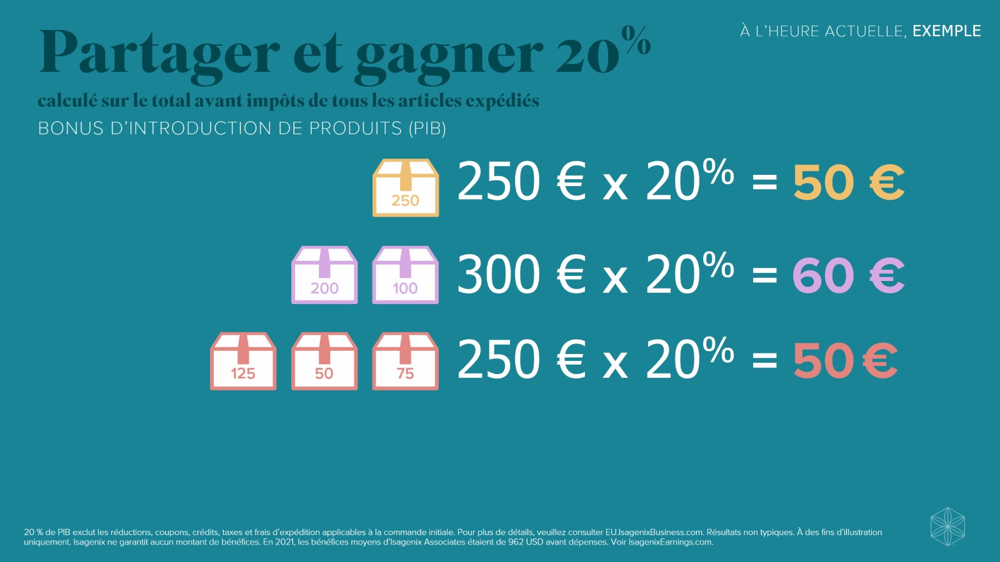 À L’HEURE ACTUELLE, EXEMPLE
Partager et gagner 20%
calculé sur le total avant impôts de tous les articles expédiés
BONUS D’INTRODUCTION DE PRODUITS (PIB)
250 250 € x 20% = 50 €
200 100 300 € x 20% = 60 €
125 50 75 250 € x 20% = 50 €
20 % de PIB exclut les réductions, coupons, crédits, taxes et frais d’expédition applicables à la commande initiale. Pour plus de détails, veuillez consulter EU.IsagenixBusiness.com. Résultats non typiques. À des fins d’illustration
uniquement. Isagenix ne garantit aucun montant de bénéfices. En 2021, les bénéfices moyens d’Isagenix Associates étaient de 962 USD avant dépenses. Voir IsagenixEarnings.com.